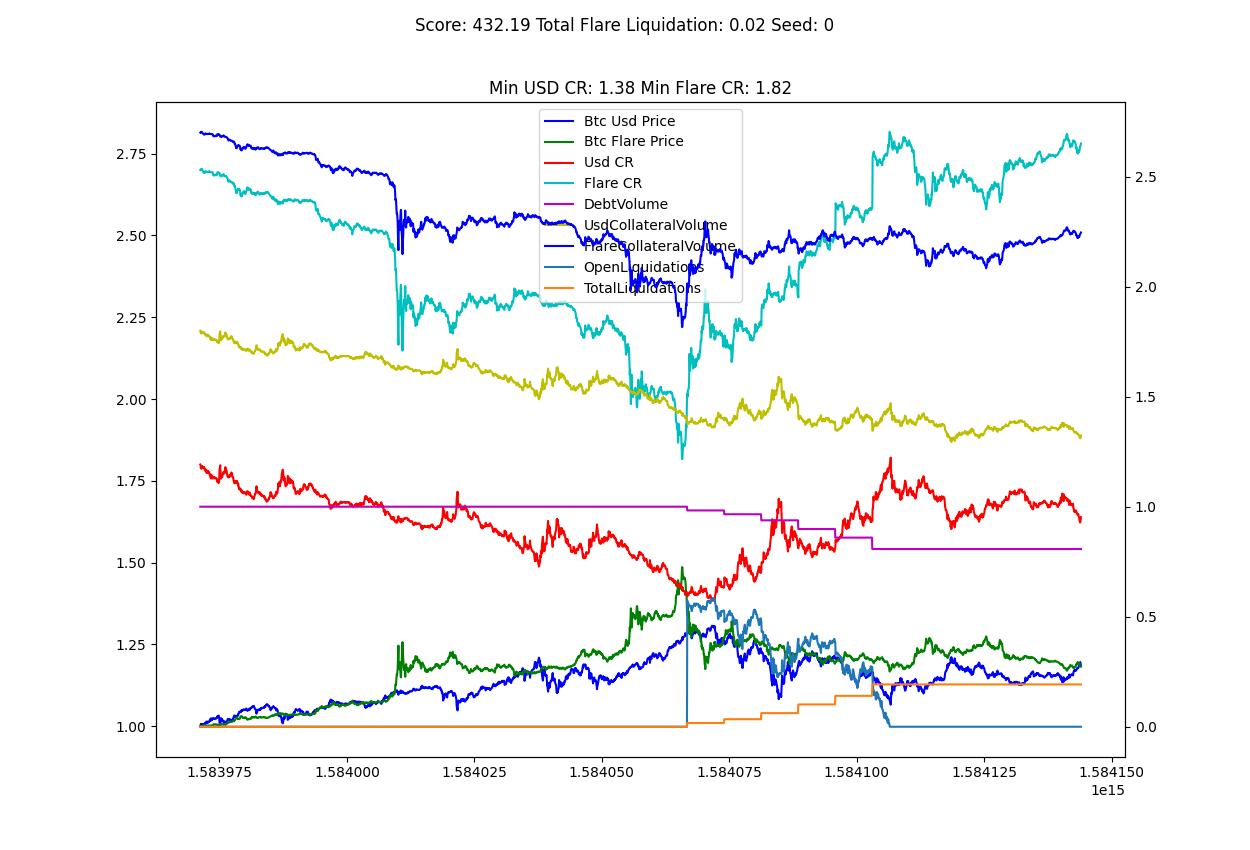 Score: 432.19 Total Flare Liquidation: 0.02 Seed: 0
Min USD CR: 1.38 Min Flare CR: 1.82
Btc Usd Price
Btc Flare Price
Usd CR
Flare CR
DebtVolume
UsdCollateralVolume
FlareCollateralVolume
OpenLiquidations
TotalLiquidations
2.75
2.50
2.25
2.00
1.75
1.50
1.25
1.00
2.5
2.0
1.5
1.0
0.5
0.0
1.583975 1.584000 1.584025 1.584050 1.584075 1.584100 1.584125 1.584150
1e15